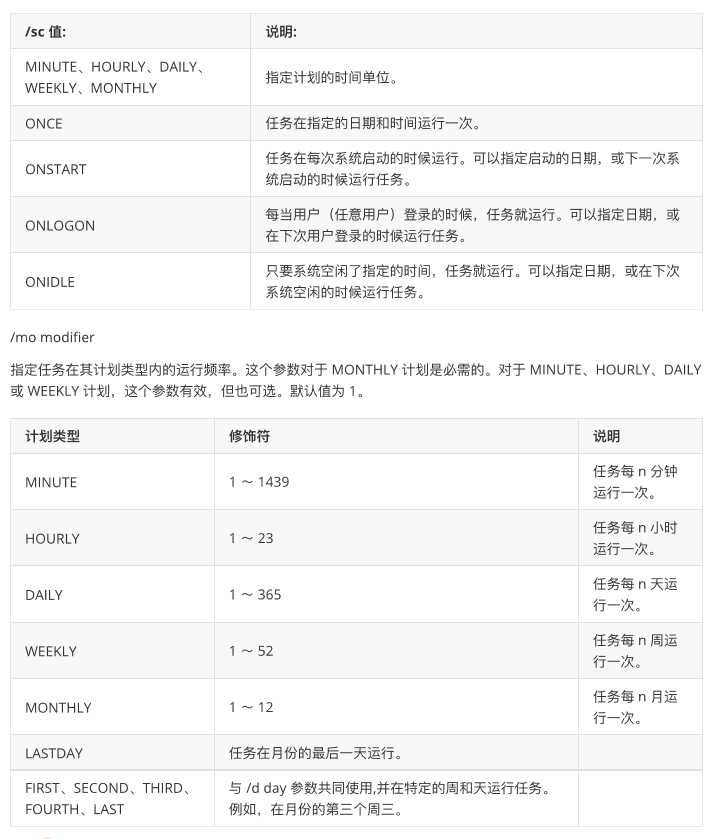 /sc 值: 说明:
MINUTE、HOURLY、DAILY、
WEEKLY、MONTHLY
指定计划的时间单位。
ONCE 任务在指定的日期和时间运行一次。
ONSTART
任务在每次系统启动的时候运行。可以指定启动的日期，或下一次系
统启动的时候运行任务。
ONLOGON
每当用户（任意用户）登录的时候，任务就运行。可以指定日期，或
在下次用户登录的时候运行任务。
ONIDLE
只要系统空闲了指定的时间，任务就运行。可以指定日期，或在下次
系统空闲的时候运行任务。
/mo modifier
指定任务在其计划类型内的运行频率。这个参数对于 MONTHLY 计划是必需的。对于 MINUTE、HOURLY、DAILY
或 WEEKLY 计划，这个参数有效，但也可选。默认值为 1。
计划类型 修饰符 说明
MINUTE 1 ～ 1439
任务每 n 分钟
运行一次。
HOURLY 1 ～ 23
任务每 n 小时
运行一次。
DAILY 1 ～ 365
任务每 n 天运
行一次。
WEEKLY 1 ～ 52
任务每 n 周运
行一次。
MONTHLY 1 ～ 12
任务每 n 月运
行一次。
LASTDAY 任务在月份的最后一天运行。
FIRST、SECOND、THIRD、
FOURTH、LAST
与 /d day 参数共同使用,并在特定的周和天运行任务。
例如，在月份的第三个周三。